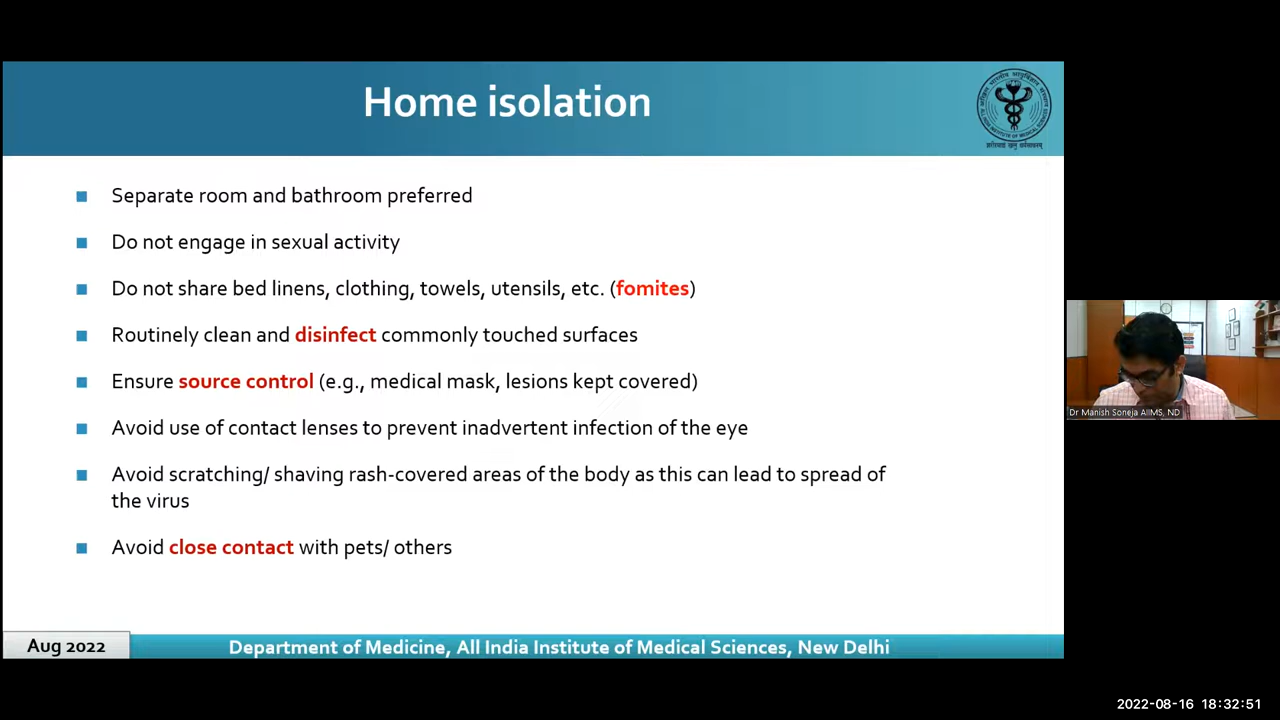 Home isolation
Separate room and bathroom preferred
Do not engage in sexual activity
Do not share bed linens, clothing, towels, utensils, etc. (fomites)
Routinely clean and disinfect commonly touched surfaces
Ensure source control (e.g., medical mask, lesions kept covered)
Avoid use of contact lenses to prevent inadvertent infection of the eye
Avoid scratching/ shaving rash-covered areas of the body as this can lead to spread of
the virus
Avoid close contact with pets/ others
Dr Manish Soneja AIIMS, ND
Aug 2022
Department of Medicine, All India Institute of Medical Sciences, New Delhi
2022-08-16 18:32:51